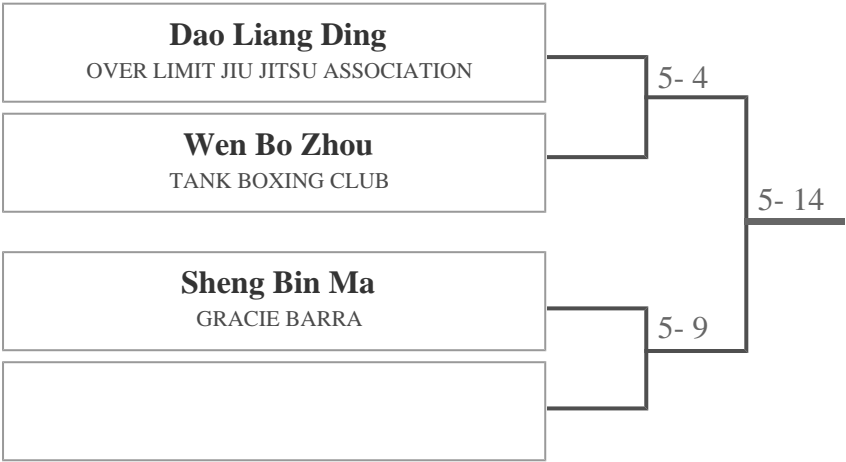 Dao Liang Ding
OVER LIMIT JIU JITSU ASSOCIATION
5- 4
Wen Bo Zhou
TANK BOXING CLUB
5- 14
Sheng Bin Ma
GRACIE BARRA
5- 9